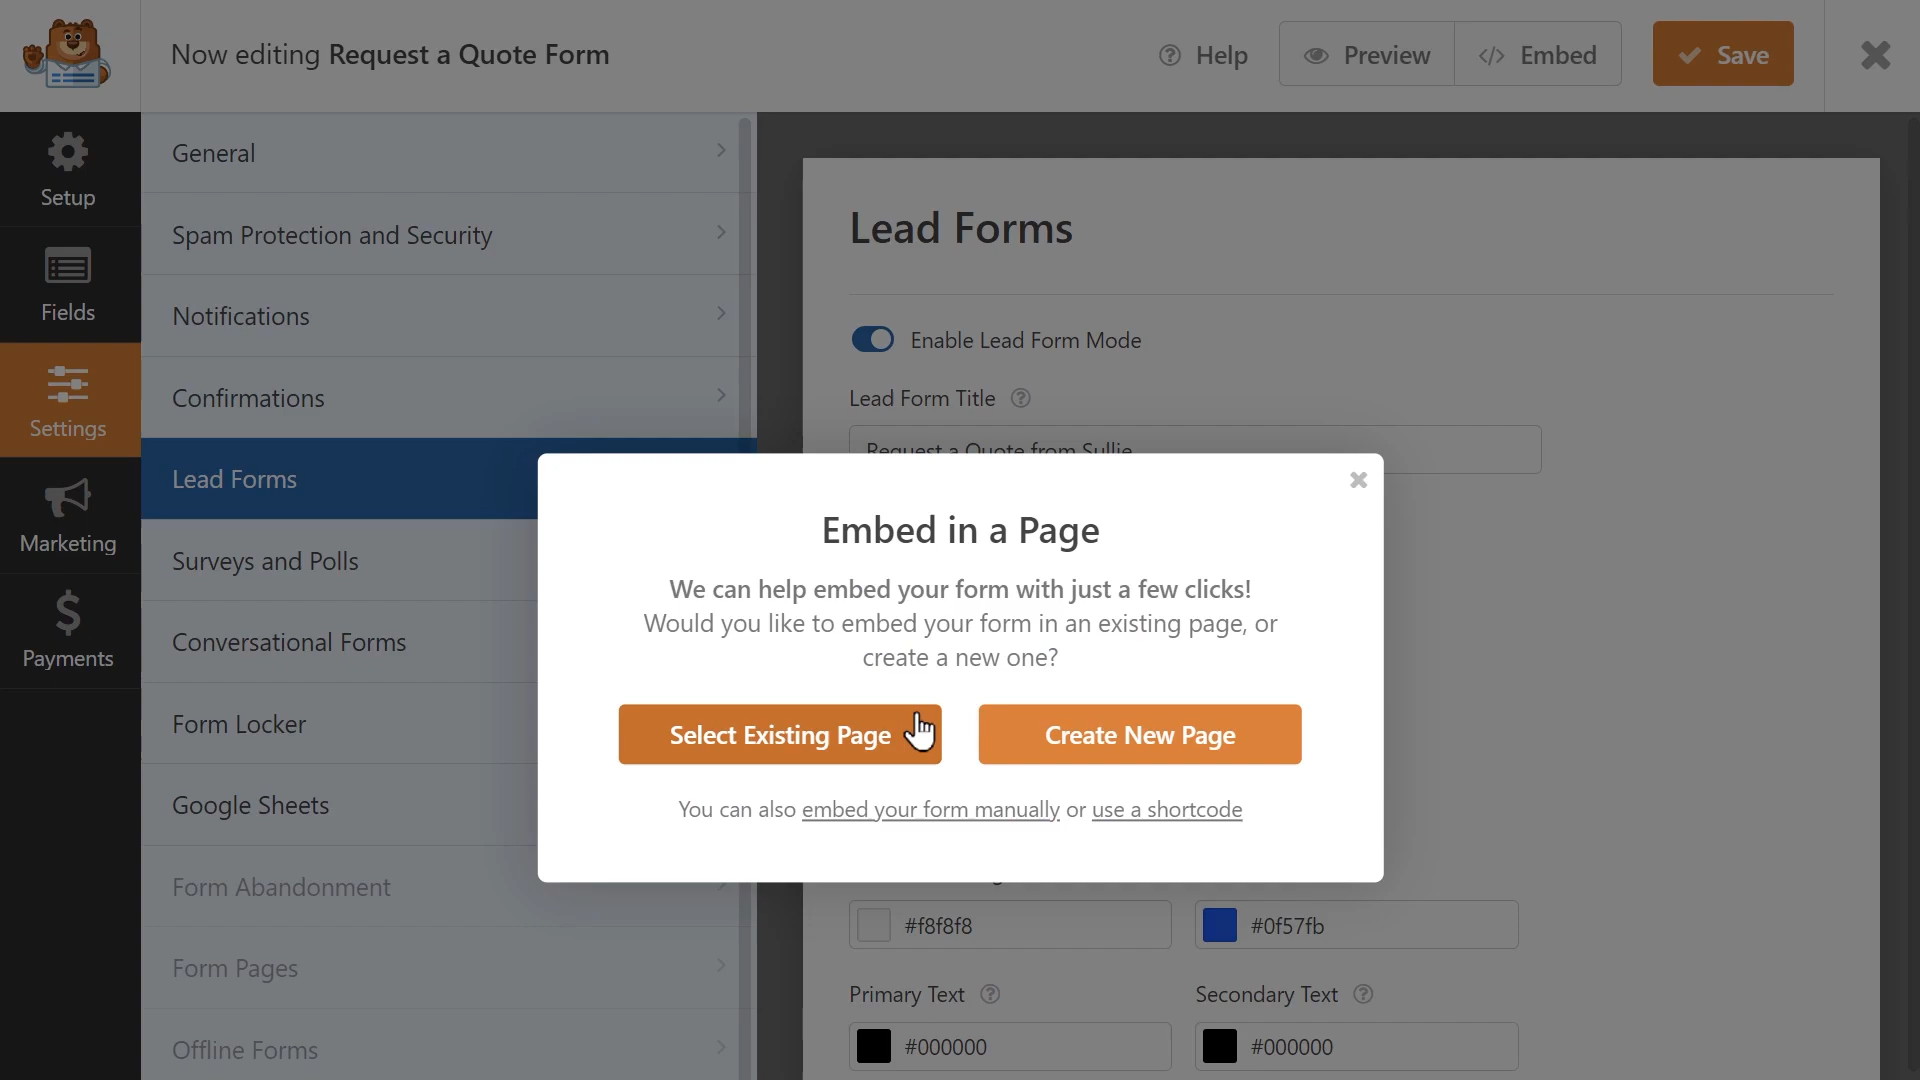 Now editing Request a Quote Form
Help
Preview
Embed
Save
Setup
Fields
Settings
Marketing
Payments
General
Spam Protection and Security
Notifications
Confirmations
Lead Forms
Surveys and Polls
Conversational Forms
Form Locker
Google Sheets
Form Abandonment
Form Pages
Offline Forms
Lead Forms
Enable Lead Form Mode
Lead Form Title
Request a Quote from Sullie
Embed in a Page
We can help embed your form with just a few clicks!
Would you like to embed your form in an existing page, or
create a new one?
Select Existing Page
Create New Page
You can also embed your form manually or use a shortcode
#f8f8f8
#0f57fb
Primary Text
Secondary Text
#000000
#000000